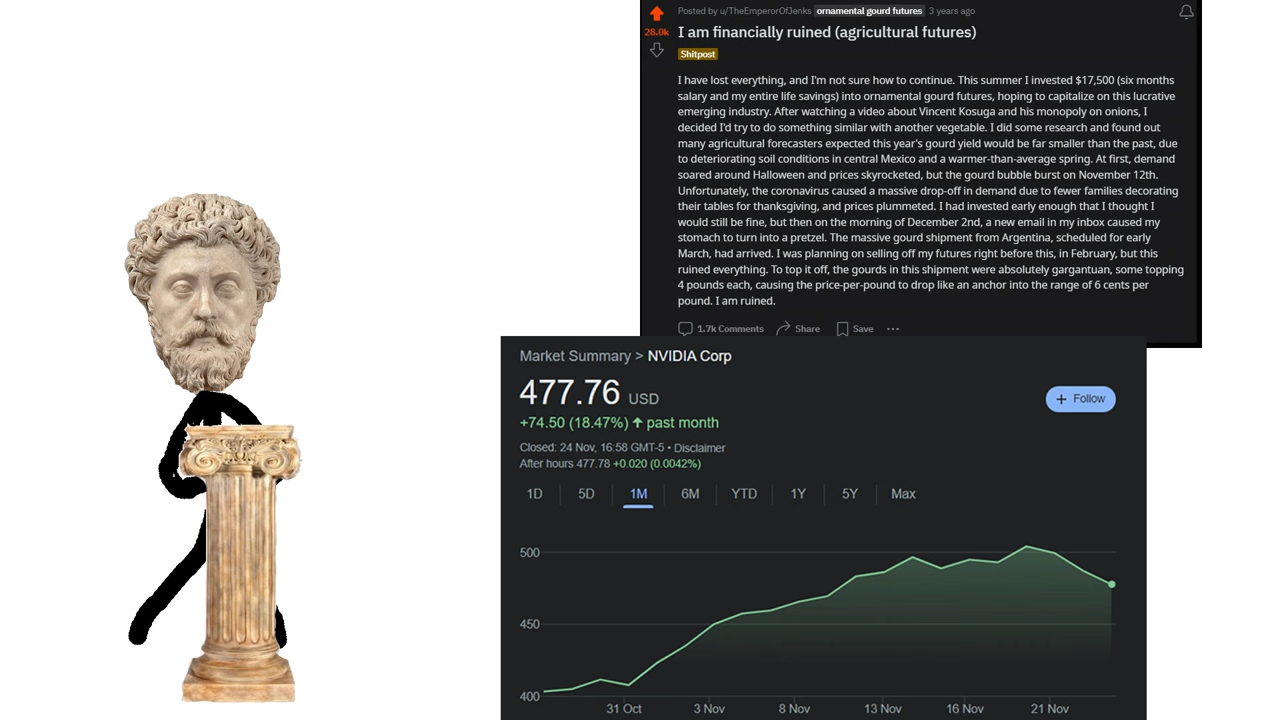 Posted by u/TheEmperorOfJenks ornamental gourd futures 3 years ago
28.0k
I am financially ruined (agricultural futures)
Shitpost
I have lost everything, and I'm not sure how to continue. This summer I invested $17,500 (six months
salary and my entire life savings) into ornamental gourd futures, hoping to capitalize on this lucrative
emerging industry. After watching a video about Vincent Kosuga and his monopoly on onions, I
decided I'd try to do something similar with another vegetable. I did some research and found out
many agricultural forecasters expected this year's gourd yield would be far smaller than the past, due
to deteriorating soil conditions in central Mexico and a warmer-than-average spring. At first, demand
soared around Halloween and prices skyrocketed, but the gourd bubble burst on November 12th.
Unfortunately, the coronavirus caused a massive drop-off in demand due to fewer families decorating
their tables for thanksgiving, and prices plummeted. I had invested early enough that I thought I
would still be fine, but then on the morning of December 2nd, a new email in my inbox caused my
stomach to turn into a pretzel. The massive gourd shipment from Argentina, scheduled for early
March, had arrived. I was planning on selling off my futures right before this, in February, but this
ruined everything. To top it off, the gourds in this shipment were absolutely gargantuan, some topping
4 pounds each, causing the price-per-pound to drop like an anchor into the range of 6 cents per
pound. I am ruined.
1.7k Comments Share Save
Market Summary > NVIDIA Corp
477.76 USD
+ Follow
+74.50 (18.47%) ↑ past month
Closed: 24 Nov, 16:58 GMT-5 • Disclaimer
After hours 477.78 +0.020 (0.0042%)
1D 5D 1M 6M YTD 1Y 5Y Max
500
450
400
31 Oct 3 Nov 8 Nov 13 Nov 16 Nov 21 Nov